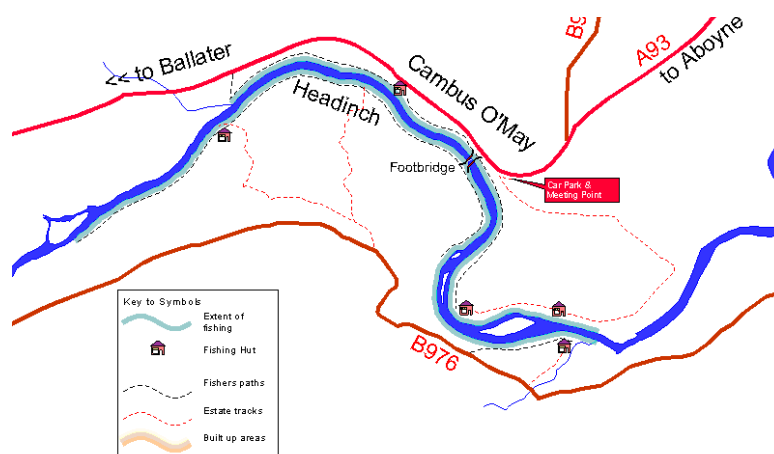 << to Ballater
Headinch
Cambus O'May
B9
A93
to Aboyne
Footbridge
Car Park &
Meeting Point
B976
Key to Symbols
Extent of
fishing
Fishing Hut
Fishers paths
Estate tracks
Built up areas